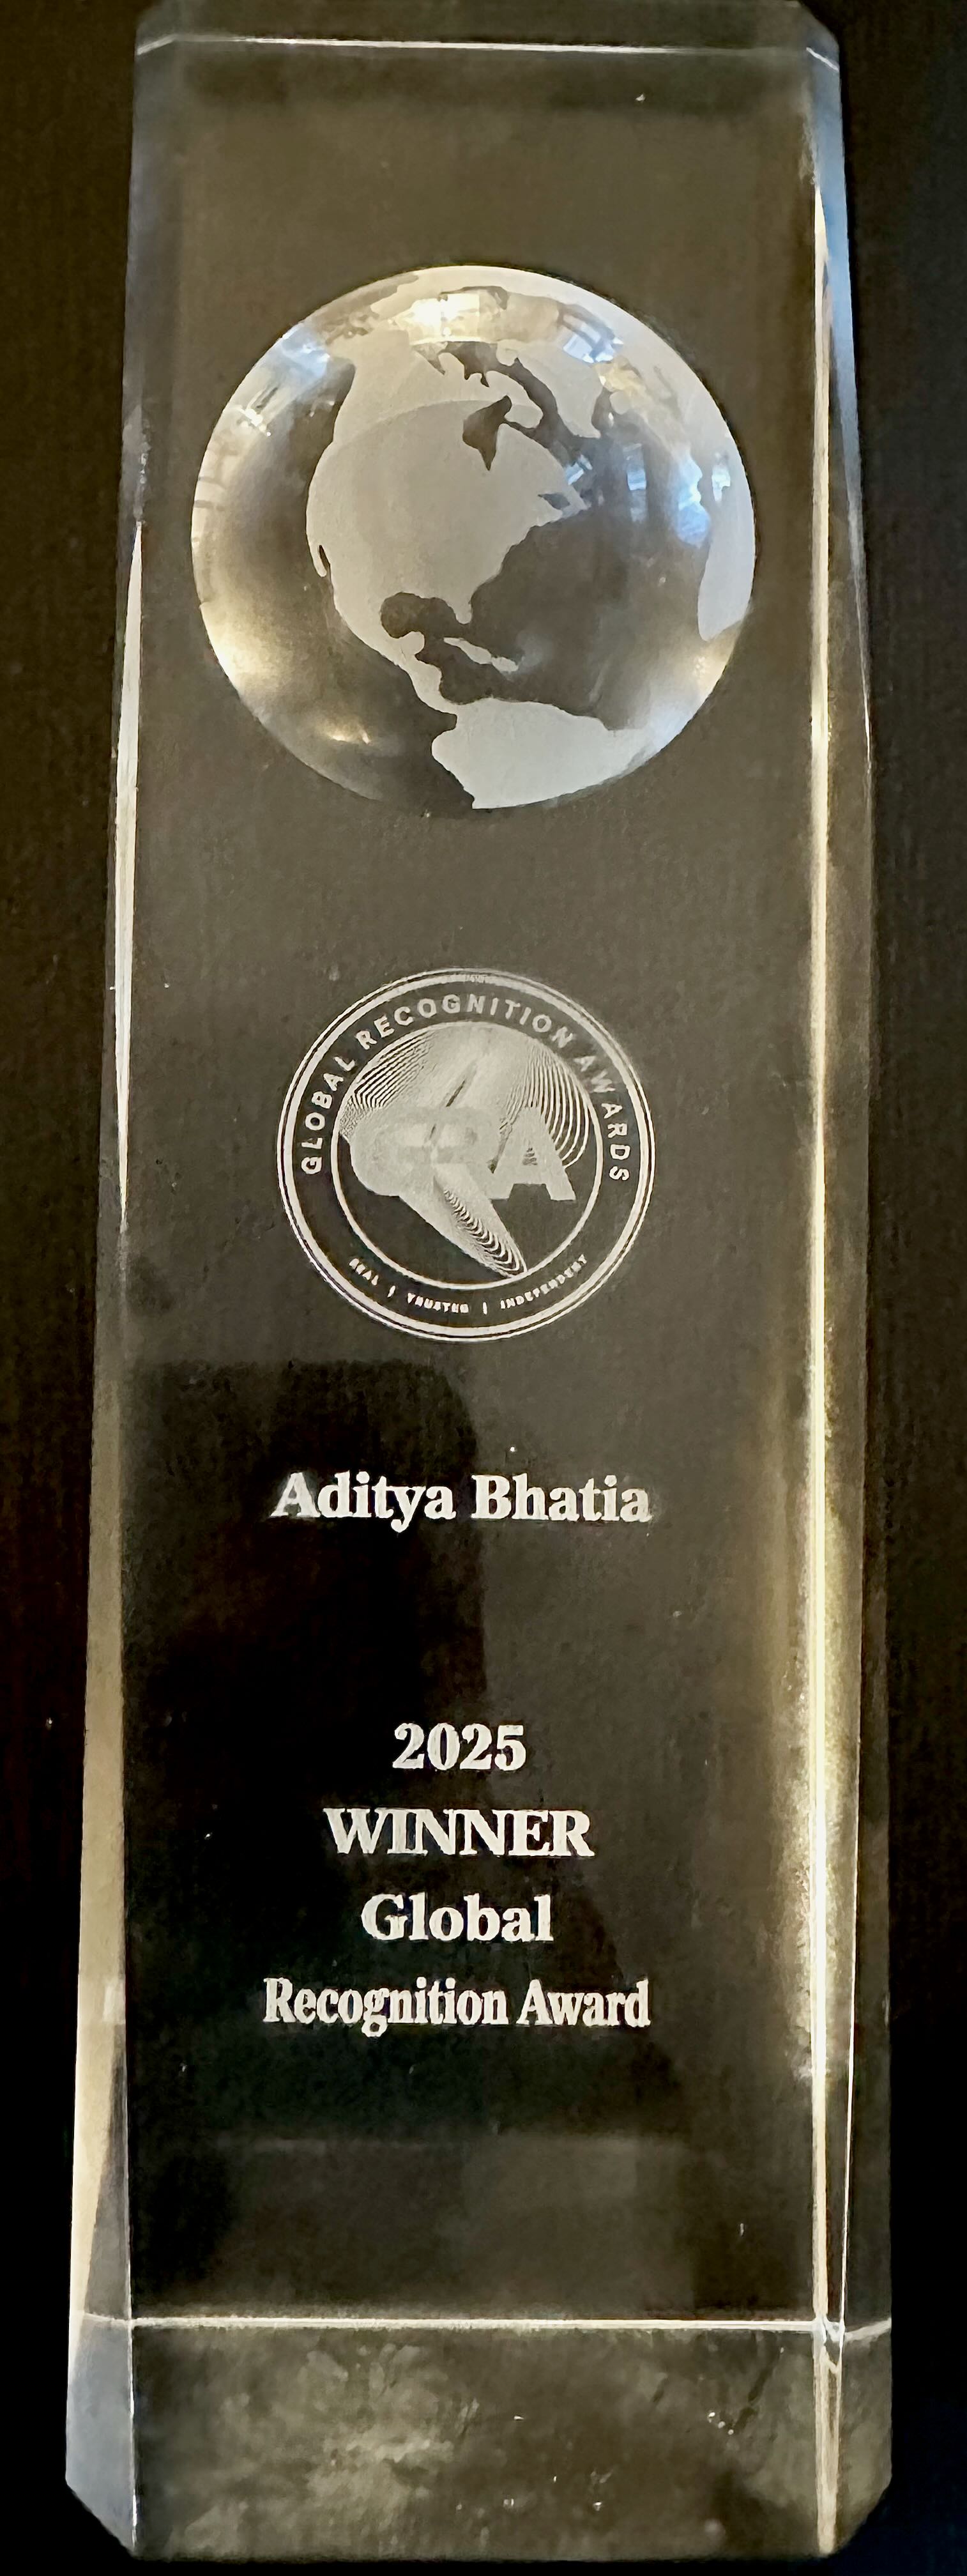 GLOBAL RECOGNITION AWARDS
GRA
REAL | TRUSTED | INDEPENDENT
Aditya Bhatia
2025
WINNER
Global
Recognition Award